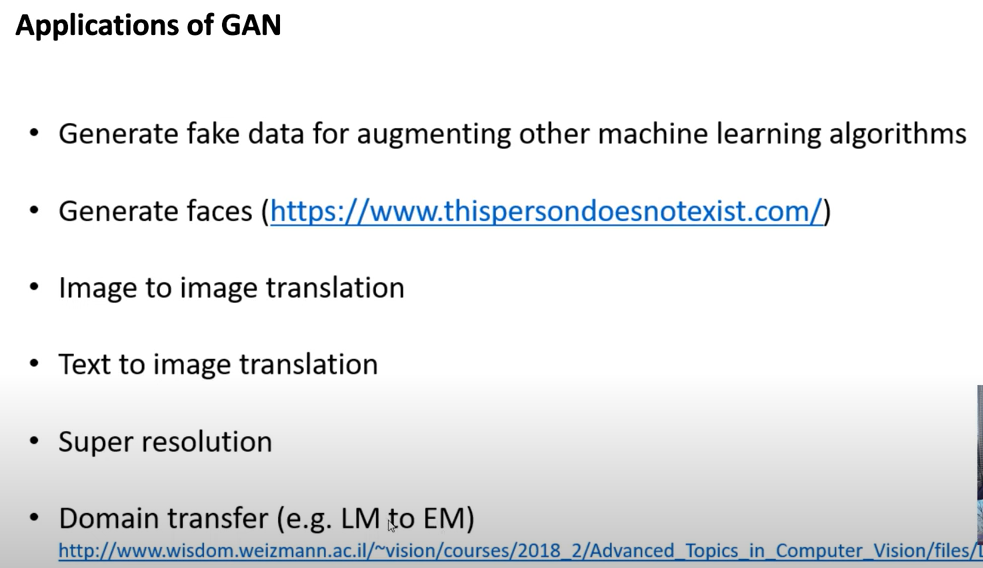 Applications of GAN
• Generate fake data for augmenting other machine learning algorithms
• Generate faces (https://www.thispersondoesnotexist.com/)
• Image to image translation
• Text to image translation
• Super resolution
• Domain transfer (e.g. LM to EM)
http://www.wisdom.weizmann.ac.il/~vision/courses/2018_2/Advanced_Topics_in_Computer_Vision/files/